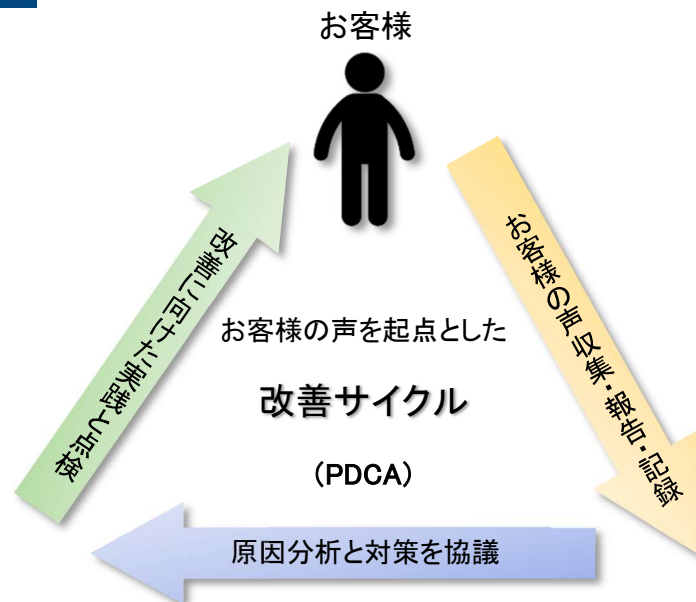 お客様
お客様の声収集・報告・記録
改善に向けた実践と点検
お客様の声を起点とした
改善サイクル
（PDCA）
原因分析と対策を協議